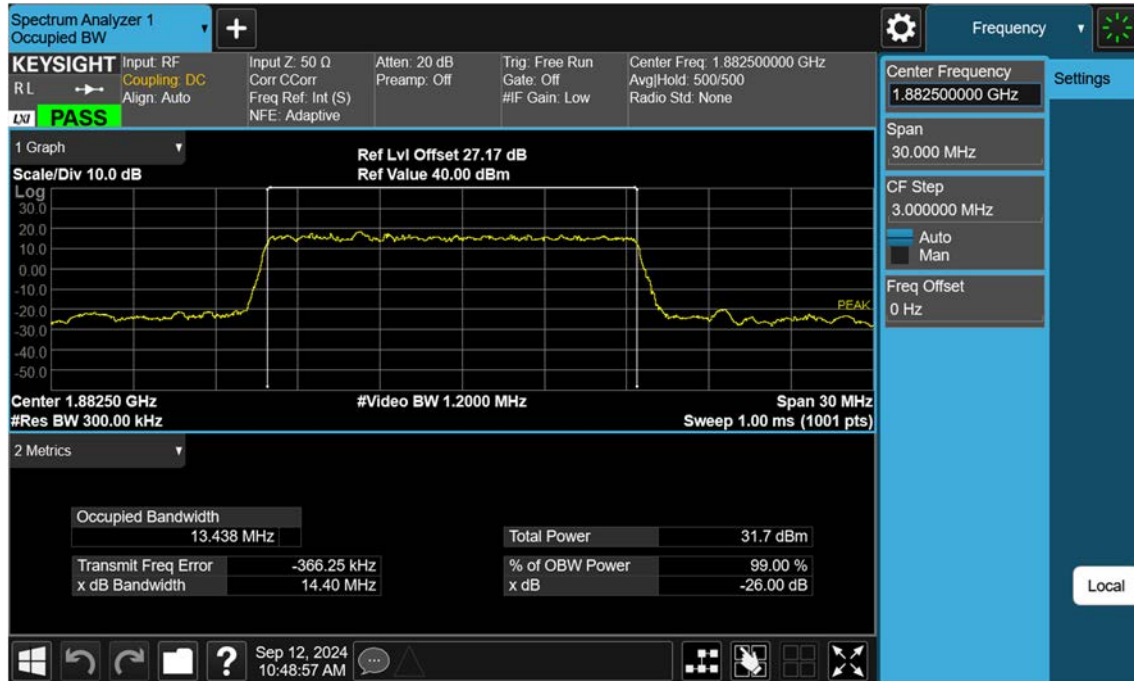 Spectrum Analyzer 1
Occupied BW
+
Frequency
KEYSIGHT
R L
LXI PASS
Input: RF
Coupling: DC
Align: Auto
Input Z: 50 Ω
Corr CCorr
Freq Ref: Int (S)
NFE: Adaptive
Atten: 20 dB
Preamp: Off
Trig: Free Run
Gate: Off
#IF Gain: Low
Center Freq: 1.882500000 GHz
Avg|Hold: 500/500
Radio Std: None
1 Graph
Scale/Div 10.0 dB
Ref Lvl Offset 27.17 dB
Ref Value 40.00 dBm
Log
30.0
20.0
10.0
0.00
-10.0
-20.0
-30.0
-40.0
-50.0
PEAK
Center 1.88250 GHz
#Video BW 1.2000 MHz
Span 30 MHz
#Res BW 300.00 kHz
Sweep 1.00 ms (1001 pts)
2 Metrics
Occupied Bandwidth
13.438 MHz
Total Power 31.7 dBm
Transmit Freq Error -366.25 kHz
% of OBW Power 99.00 %
x dB Bandwidth 14.40 MHz
x dB -26.00 dB
Center Frequency
1.882500000 GHz
Settings
Span
30.000 MHz
CF Step
3.000000 MHz
Auto
Man
Freq Offset
0 Hz
Local
?
Sep 12, 2024
10:48:57 AM